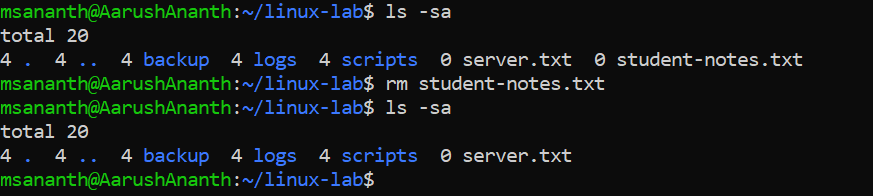 msananth@AarushAnanth:~/linux-lab$ ls -sa
total 20
4 .  4 ..  4 backup  4 logs  4 scripts  0 server.txt  0 student-notes.txt
msananth@AarushAnanth:~/linux-lab$ rm student-notes.txt
msananth@AarushAnanth:~/linux-lab$ ls -sa
total 20
4 .  4 ..  4 backup  4 logs  4 scripts  0 server.txt
msananth@AarushAnanth:~/linux-lab$